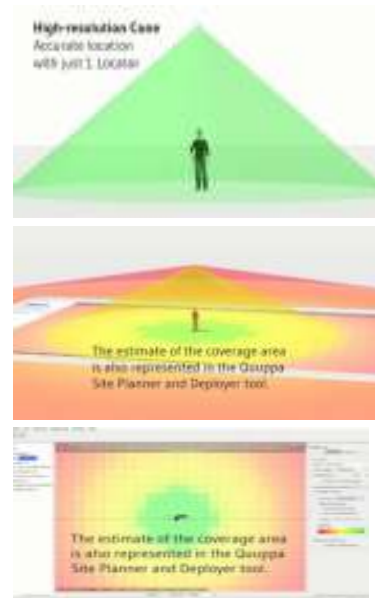 High-resolution Cone
Accurate location
with just 1 Locator
The estimate of the coverage area
is also represented in the Quuppa
Site Planner and Deployer tool.
The estimate of the coverage area
is also represented in the Quuppa
Site Planner and Deployer tool.